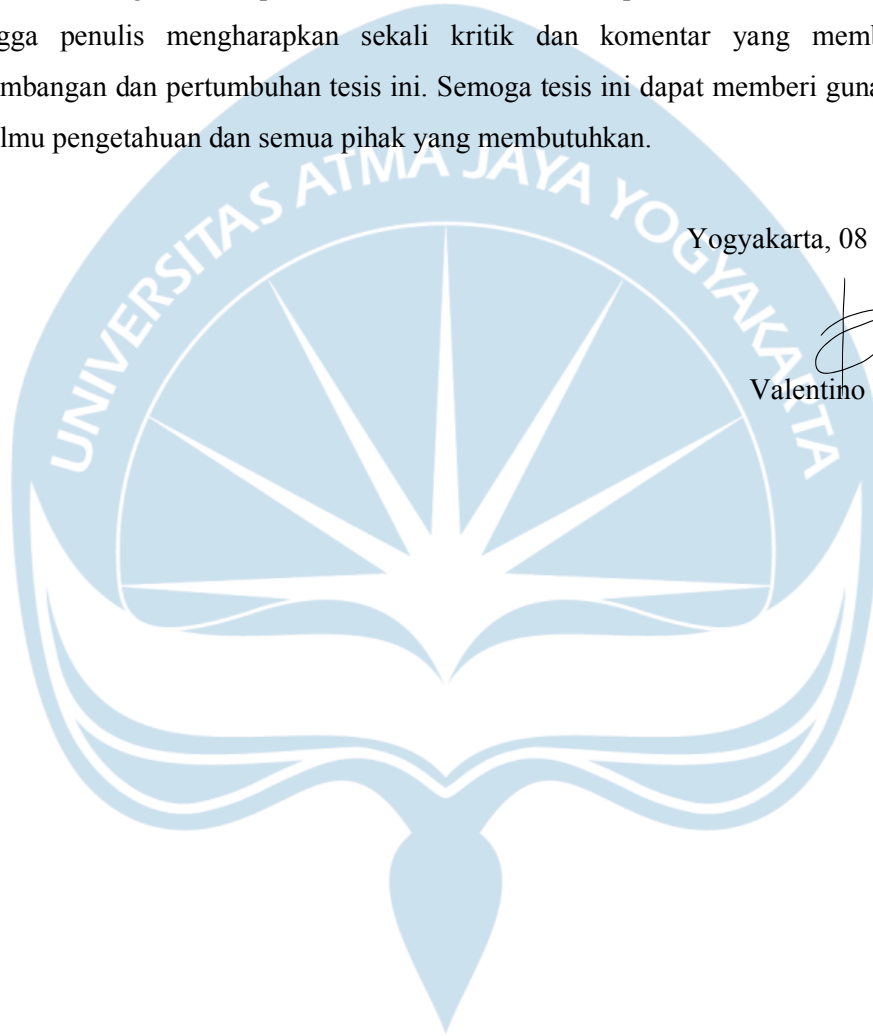 ngga penulis mengharapkan sekali kritik dan komentar yang memb
mbangan dan pertumbuhan tesis ini. Semoga tesis ini dapat memberi guna
lmu pengetahuan dan semua pihak yang membutuhkan.
UNIVERSITAS ATMA JAYA YOGYAKARTA
Yogyakarta, 08
Valentino